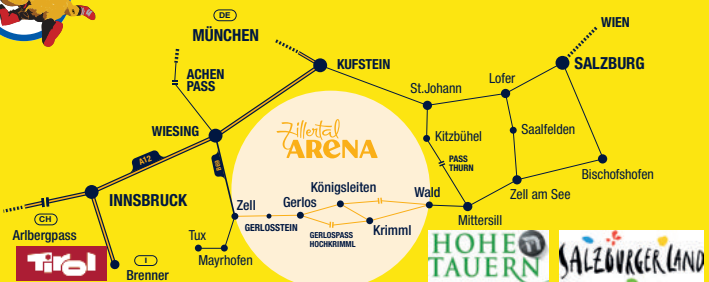 DE
MÜNCHEN
WIEN
KUFSTEIN
SALZBURG
ACHEN
PASS
St.Johann
Lofer
WIESING
Zillertal
ARENA
Kitzbühel
Saalfelden
A12
B169
PASS
THURN
Bischofshofen
INNSBRUCK
Königsleiten
Wald
Zell am See
Zell
Gerlos
CH
Arlbergpass
GERLOSSTEIN
GERLOSPASS
HOCHKRIMML
Krimml
Mittersill
Tux
Mayrhofen
Tirol
I
Brenner
HOHE'n
TAUERN
SALZBURGER LAND